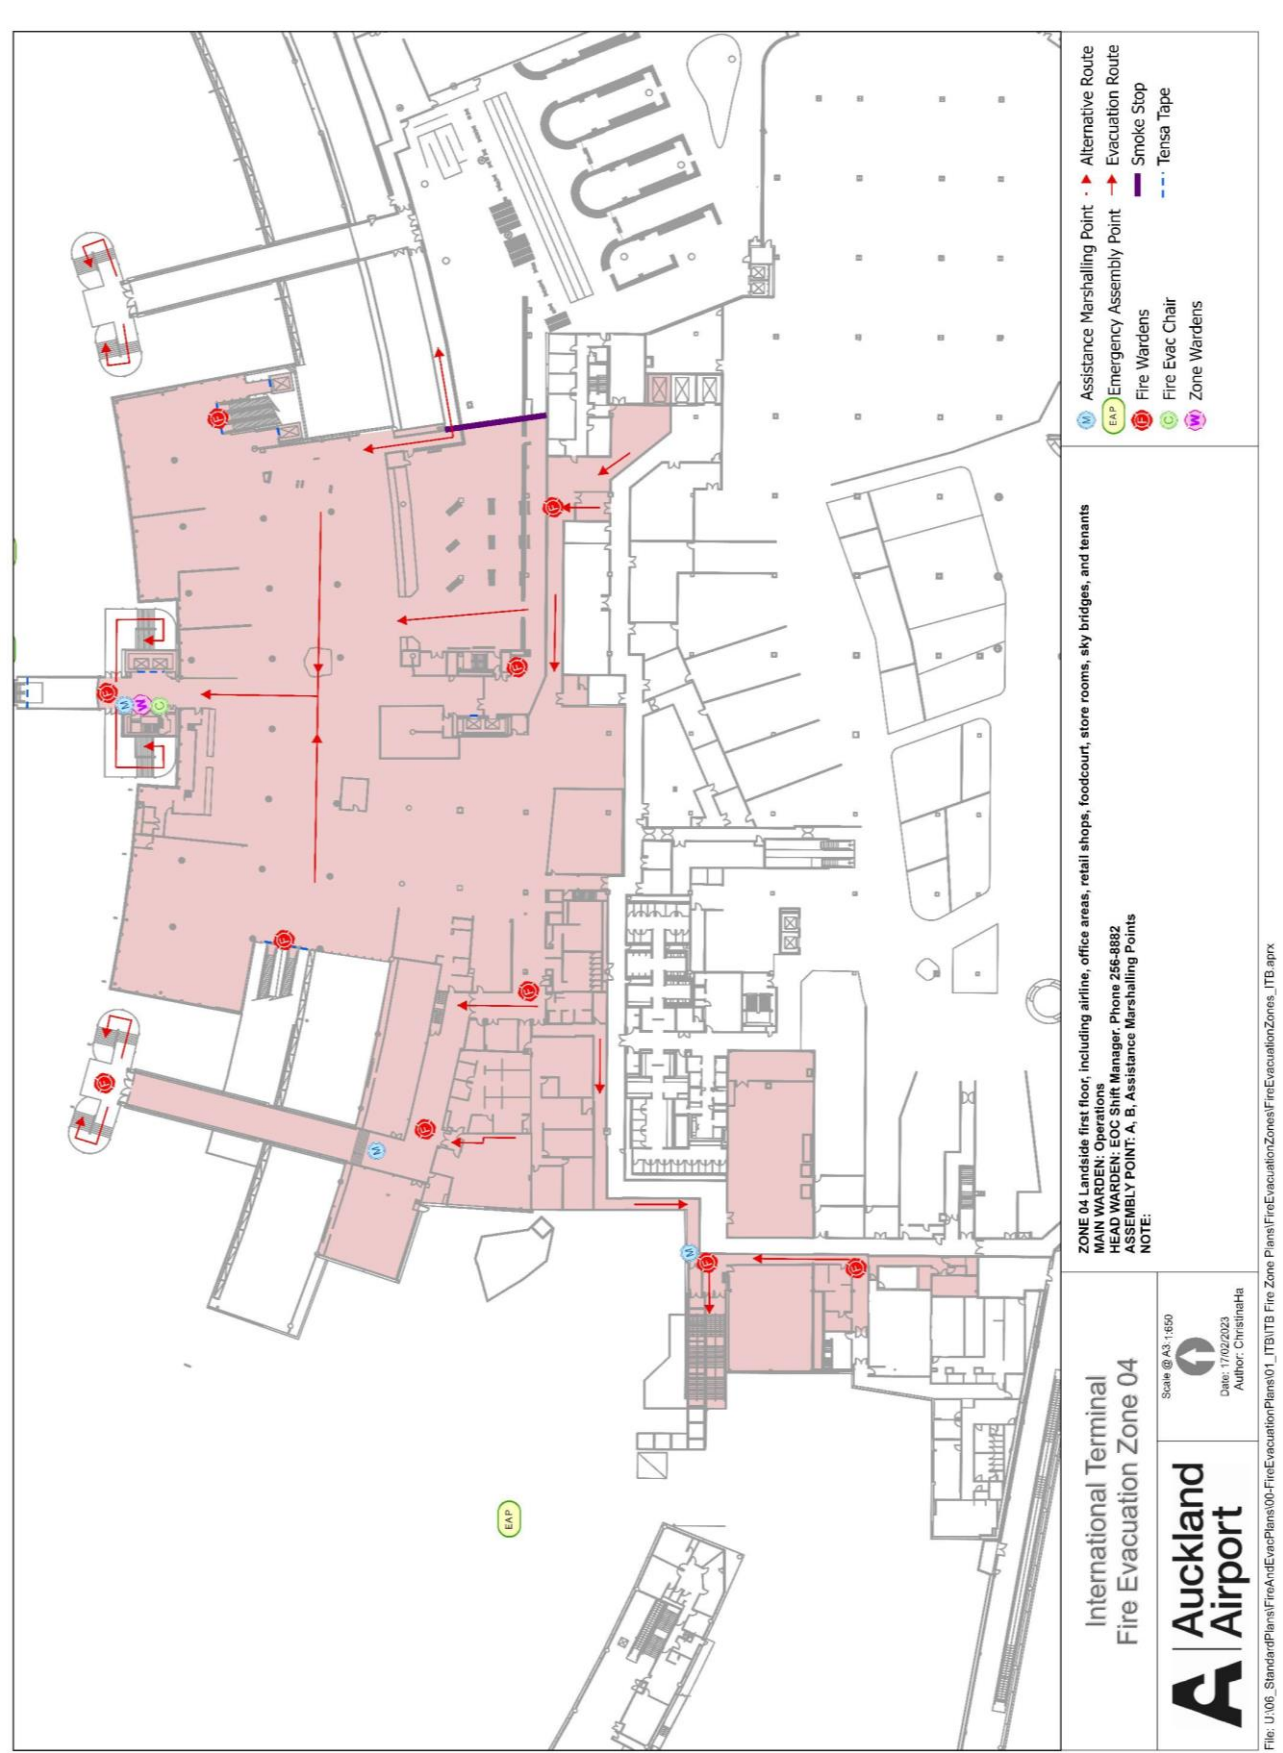 International Terminal
Fire Evacuation Zone 04
A
Auckland
Airport
Scale @ A3 1:650
Date: 17/02/2023
Author: ChristinaHa
ZONE 04 Landside first floor, including airline, office areas, retail shops, foodcourt, store rooms, sky bridges, and tenants
MAIN WARDEN: Operations
HEAD WARDEN: EOC Shift Manager. Phone 256-8882
ASSEMBLY POINT: A, B, Assistance Marshalling Points
NOTE:
M Assistance Marshalling Point
EAP Emergency Assembly Point
F Fire Wardens
C Fire Evac Chair
W Zone Wardens
Alternative Route
Evacuation Route
Smoke Stop
Tensa Tape
File: U:\06_StandardPlans\FireAndEvacPlans\00-FireEvacuationPlans\01_ITB\ITB Fire Zone Plans\FireEvacuationZones\FireEvacuationZones_ITB.aprx
EAP
F
F
M
W
C
F
F
F
F
F
F
M
F
M
F
F